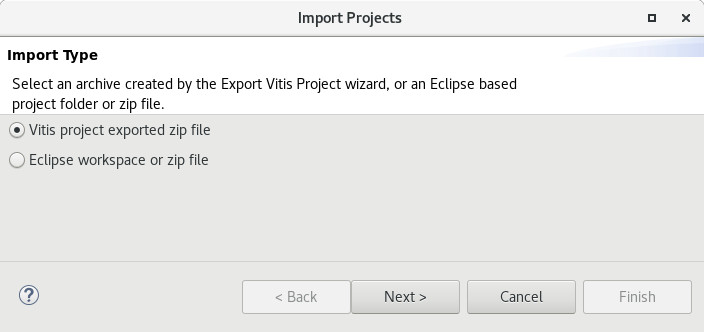 Import Projects
Import Type
Select an archive created by the Export Vitis Project wizard, or an Eclipse based
project folder or zip file.
Vitis project exported zip file
Eclipse workspace or zip file
?
< Back
Next >
Cancel
Finish